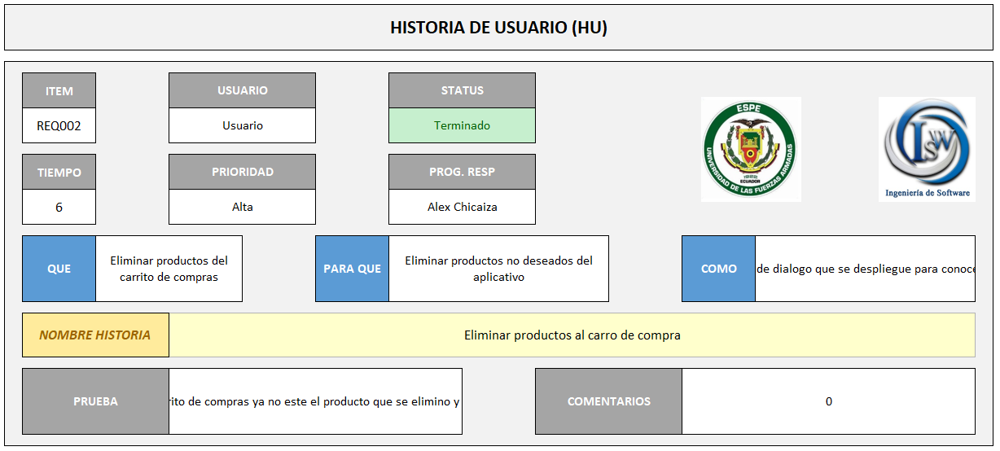 HISTORIA DE USUARIO (HU)
ITEM
USUARIO
STATUS
REQ002
Usuario
Terminado
TIEMPO
PRIORIDAD
PROG. RESP
6
Alta
Alex Chicaiza
ESPE
UNIVERSIDAD DE LAS FUERZAS ARMADAS
ECUADOR
ISW
Ingeniería de Software
QUE
Eliminar productos del
carrito de compras
PARA QUE
Eliminar productos no deseados del
aplicativo
COMO
de dialogo que se despliegue para conoce
NOMBRE HISTORIA
Eliminar productos al carro de compra
PRUEBA
rito de compras ya no este el producto que se elimino y
COMENTARIOS
0